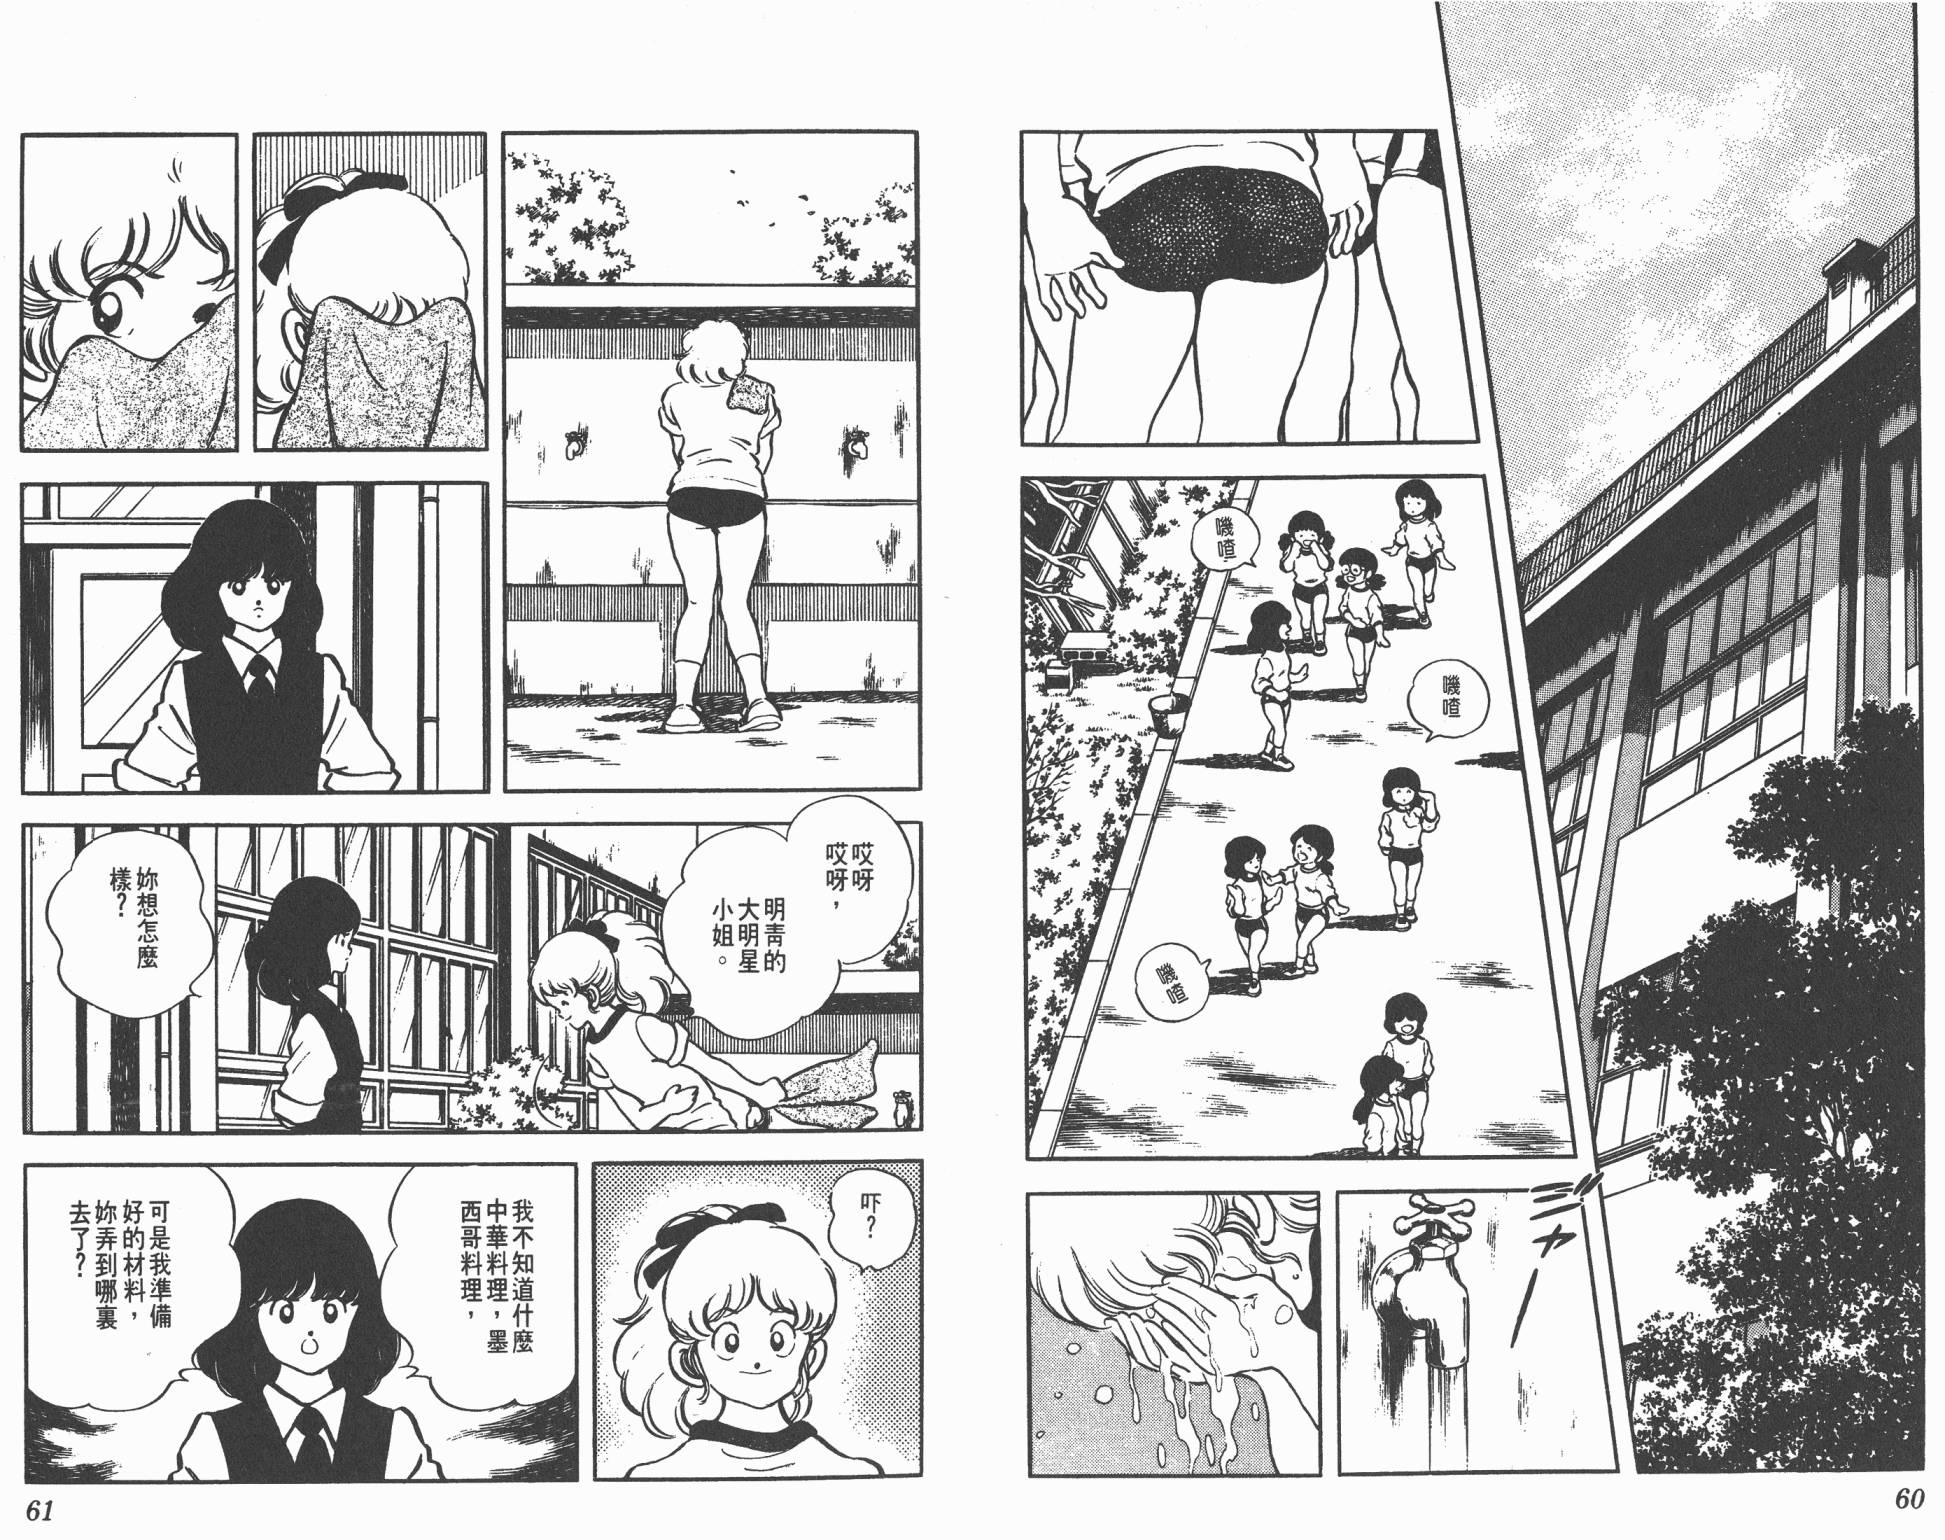 嘰
喳
嘰
喳
嘰
喳
ジャー
60
哎呀
哎呀，
明青的
大明星
小姐。
妳想怎麼
樣？
吓？
我不知道什麼
中華料理，墨
西哥料理，
可是我準備
好的材料，
妳弄到哪裏
去了？
61